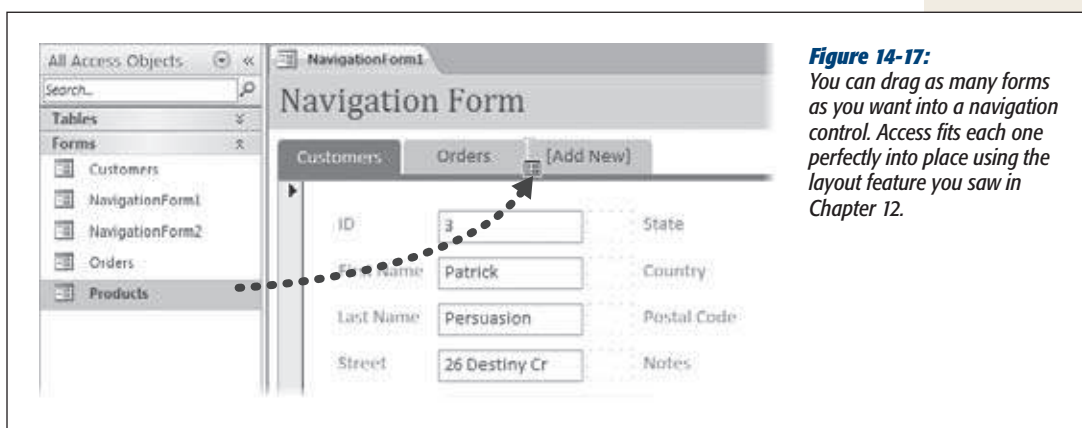 All Access Objects
Search...
Tables
Forms
Customers
NavigationForm1
NavigationForm2
Orders
Products
NavigationForm1
Navigation Form
Customers Orders [Add New]
ID 3 State
First Name Patrick Country
Last Name Persuasion Postal Code
Street 26 Destiny Cr Notes
Figure 14-17:
You can drag as many forms
as you want into a navigation
control. Access fits each one
perfectly into place using the
layout feature you saw in
Chapter 12.